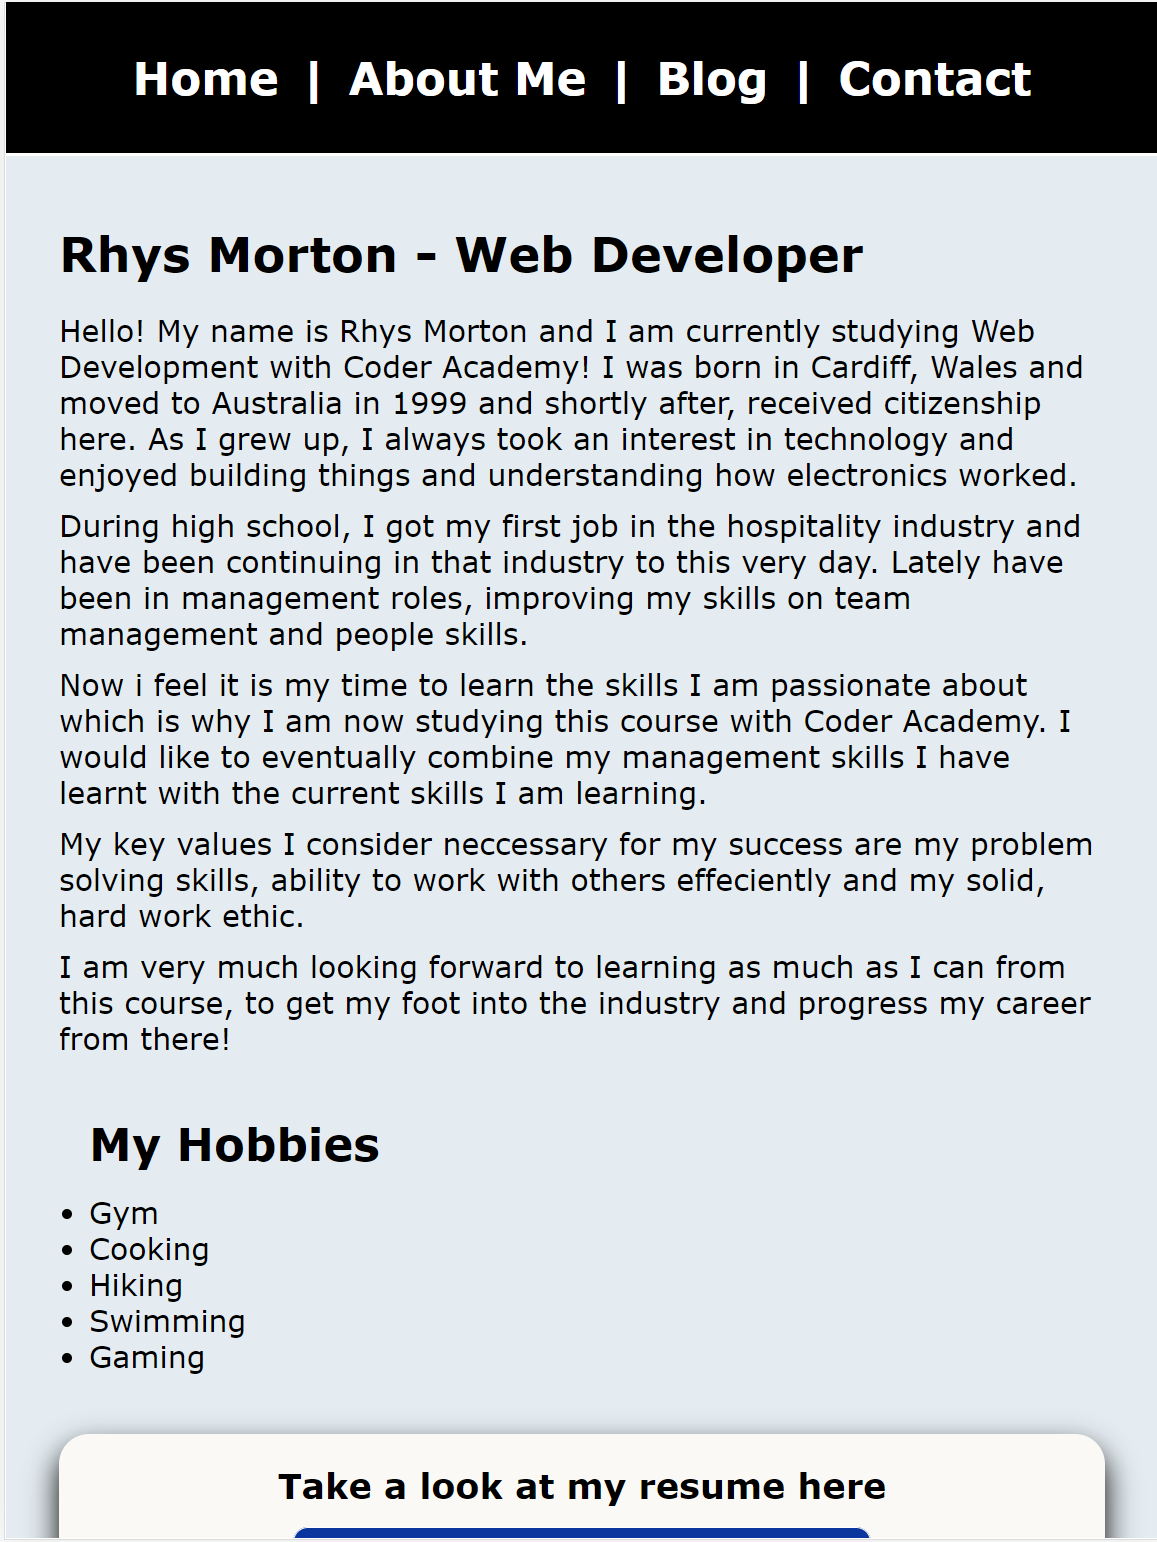 Home | About Me | Blog | Contact
Rhys Morton - Web Developer
Hello! My name is Rhys Morton and I am currently studying Web
Development with Coder Academy! I was born in Cardiff, Wales and
moved to Australia in 1999 and shortly after, received citizenship
here. As I grew up, I always took an interest in technology and
enjoyed building things and understanding how electronics worked.
During high school, I got my first job in the hospitality industry and
have been continuing in that industry to this very day. Lately have
been in management roles, improving my skills on team
management and people skills.
Now i feel it is my time to learn the skills I am passionate about
which is why I am now studying this course with Coder Academy. I
would like to eventually combine my management skills I have
learnt with the current skills I am learning.
My key values I consider neccessary for my success are my problem
solving skills, ability to work with others effeciently and my solid,
hard work ethic.
I am very much looking forward to learning as much as I can from
this course, to get my foot into the industry and progress my career
from there!
My Hobbies
• Gym
• Cooking
• Hiking
• Swimming
• Gaming
Take a look at my resume here